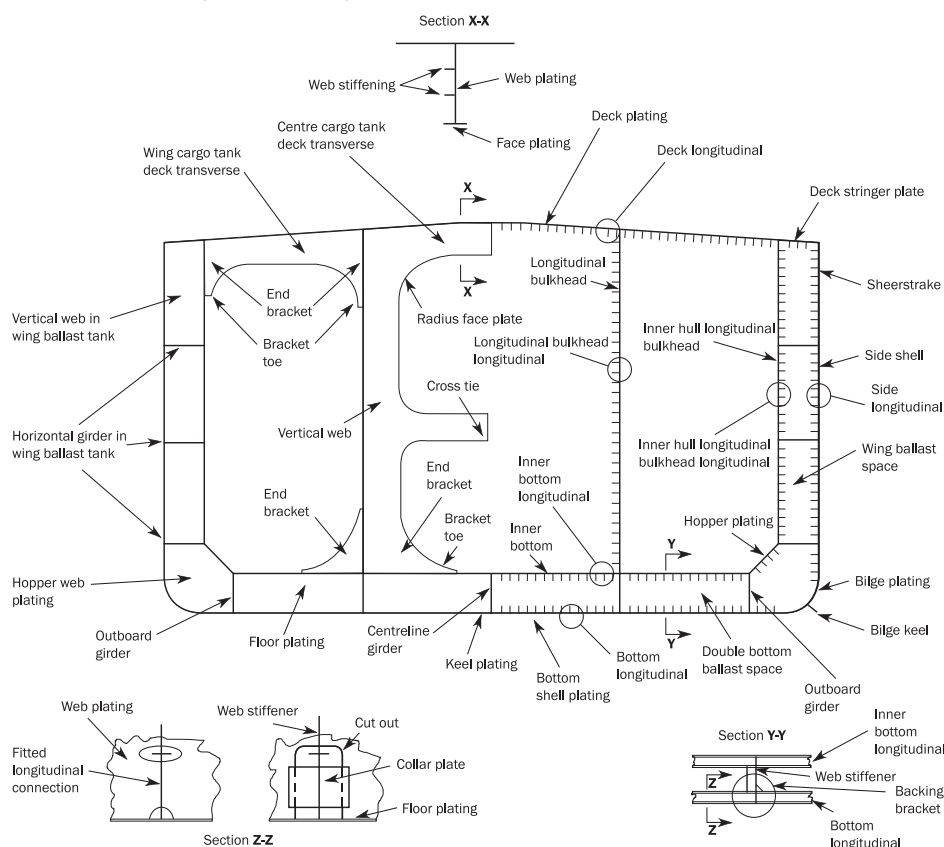 Section X-X
Web stiffening
Web plating
Face plating
Centre cargo tank
deck transverse
Wing cargo tank
deck transverse
Deck plating
Deck longitudinal
X
Deck stringer plate
Longitudinal
bulkhead
Sheerstrake
X
End
bracket
Vertical web in
wing ballast tank
Radius face plate
Bracket
toe
Inner hull longitudinal
bulkhead
Longitudinal bulkhead
longitudinal
Side shell
Cross tie
Side
longitudinal
Horizontal girder in
wing ballast tank
Vertical web
Inner hull longitudinal
bulkhead longitudinal
Wing ballast
space
End
bracket
End
bracket
Inner
bottom
longitudinal
Bracket
toe
Inner
bottom
Hopper plating
Y
Hopper web
plating
Bilge plating
Outboard
girder
Floor plating
Centreline
girder
Keel plating
Bottom
shell plating
Bottom
longitudinal
Y
Double bottom
ballast space
Bilge keel
Outboard
girder
Web plating
Web stiffener
Cut out
Fitted
longitudinal
connection
Collar plate
Floor plating
Section Z-Z
Section Y-Y
Inner
bottom
longitudinal
Web stiffener
Z
Backing
bracket
Z
Bottom
longitudinal